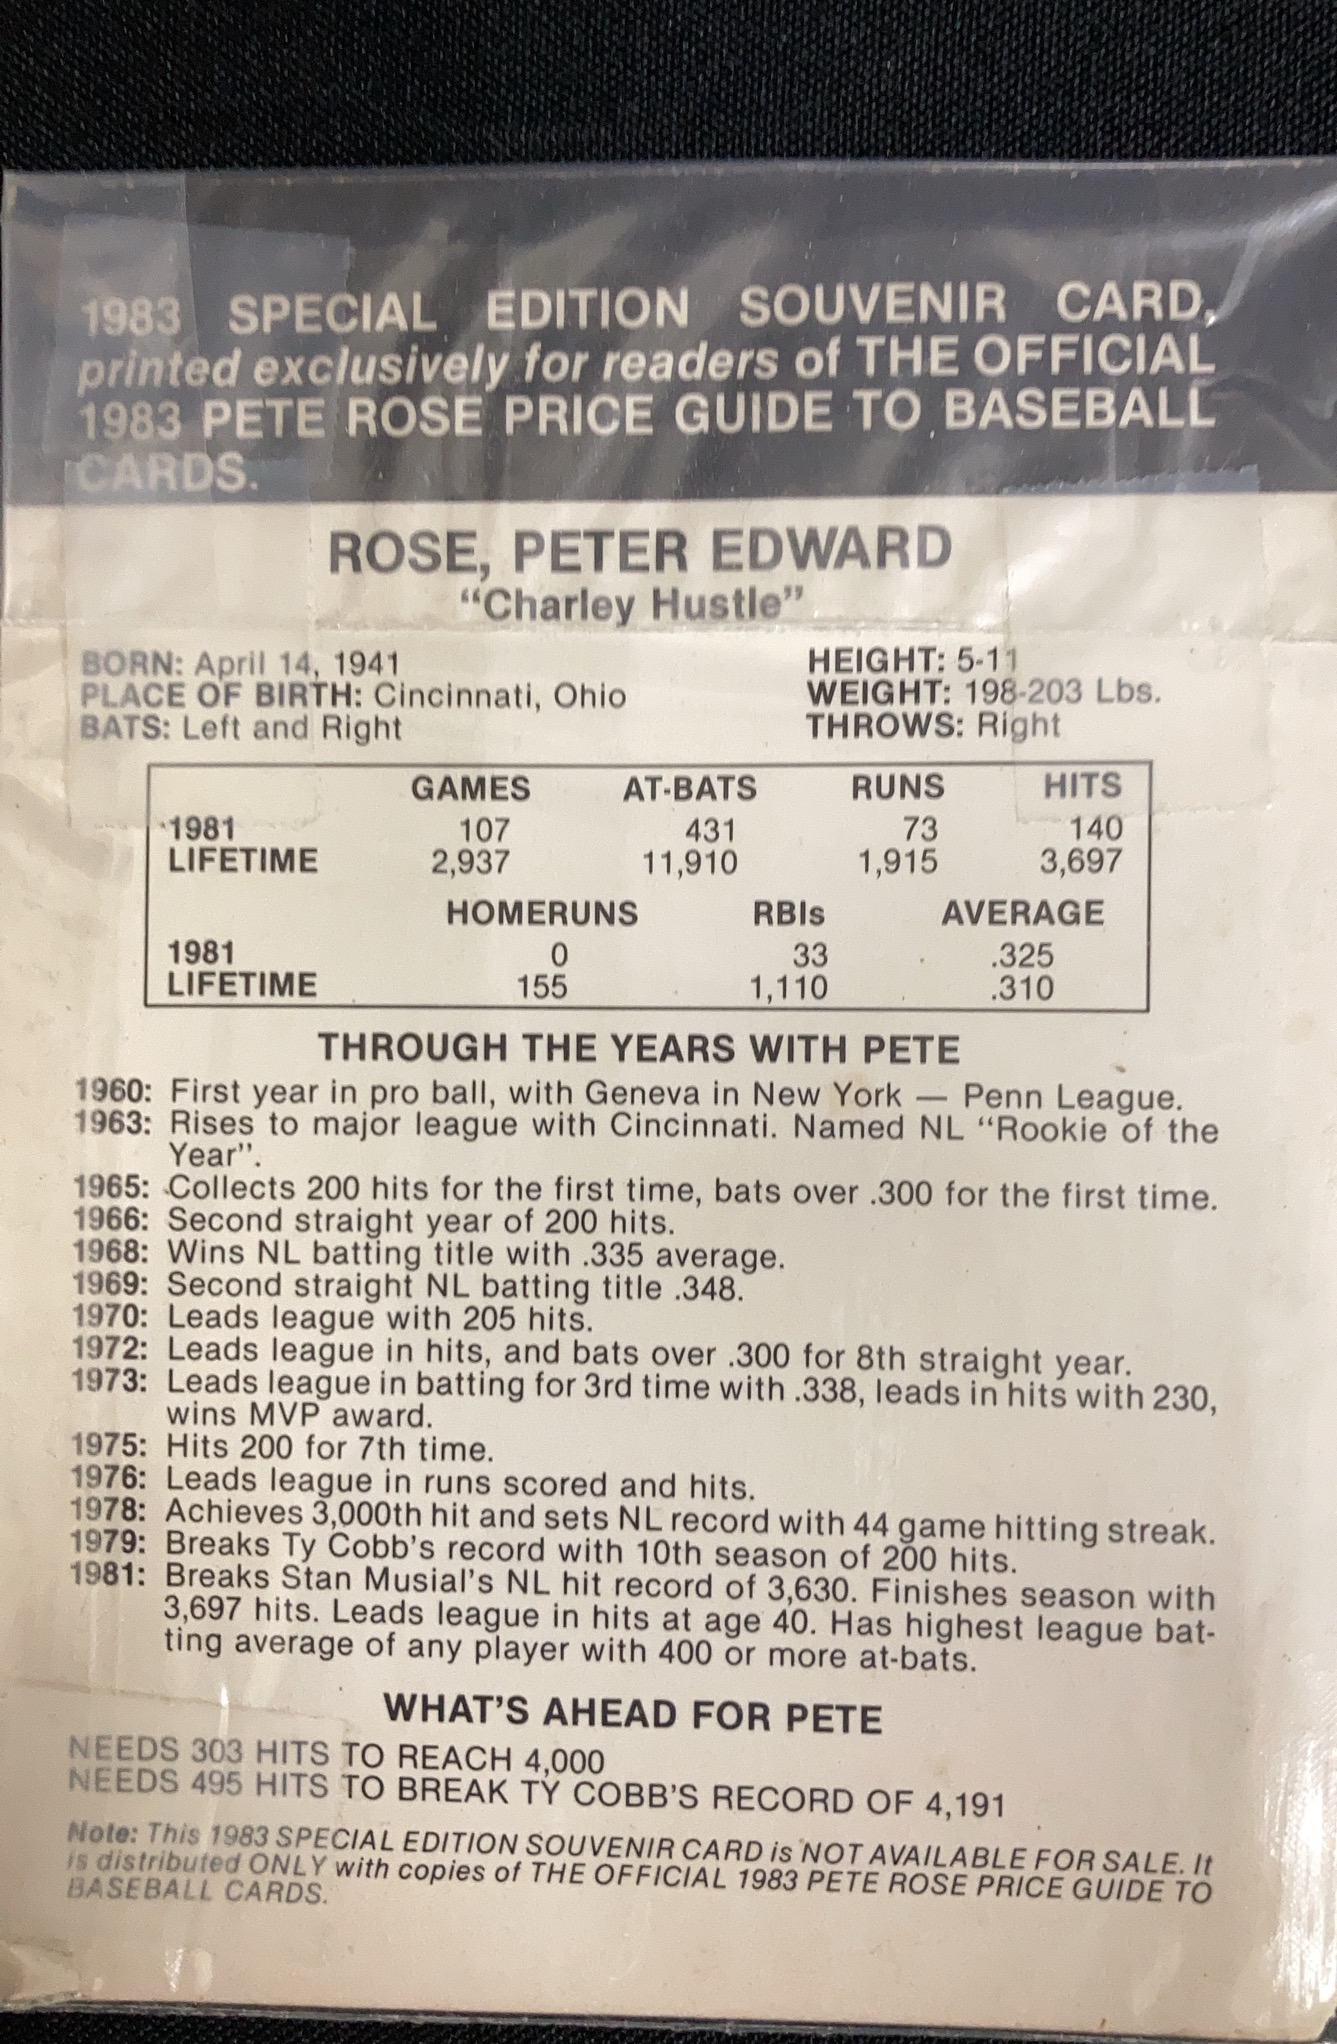 1983 SPECIAL EDITION SOUVENIR CARD,
printed exclusively for readers of THE OFFICIAL
1983 PETE ROSE PRICE GUIDE TO BASEBALL
CARDS.
ROSE, PETER EDWARD
"Charley Hustle"
BORN: April 14, 1941 HEIGHT: 5-11
PLACE OF BIRTH: Cincinnati, Ohio WEIGHT: 198-203 Lbs.
BATS: Left and Right THROWS: Right
GAMES AT-BATS RUNS HITS
1981 107 431 73 140
LIFETIME 2,937 11,910 1,915 3,697
HOMERUNS RBIs AVERAGE
1981 0 33 .325
LIFETIME 155 1,110 .310
THROUGH THE YEARS WITH PETE
1960: First year in pro ball, with Geneva in New York — Penn League.
1963: Rises to major league with Cincinnati. Named NL "Rookie of the
Year".
1965: Collects 200 hits for the first time, bats over .300 for the first time.
1966: Second straight year of 200 hits.
1968: Wins NL batting title with .335 average.
1969: Second straight NL batting title .348.
1970: Leads league with 205 hits.
1972: Leads league in hits, and bats over .300 for 8th straight year.
1973: Leads league in batting for 3rd time with .338, leads in hits with 230,
wins MVP award.
1975: Hits 200 for 7th time.
1976: Leads league in runs scored and hits.
1978: Achieves 3,000th hit and sets NL record with 44 game hitting streak.
1979: Breaks Ty Cobb's record with 10th season of 200 hits.
1981: Breaks Stan Musial's NL hit record of 3,630. Finishes season with
3,697 hits. Leads league in hits at age 40. Has highest league bat-
ting average of any player with 400 or more at-bats.
WHAT'S AHEAD FOR PETE
NEEDS 303 HITS TO REACH 4,000
NEEDS 495 HITS TO BREAK TY COBB'S RECORD OF 4,191
Note: This 1983 SPECIAL EDITION SOUVENIR CARD is NOT AVAILABLE FOR SALE. It
is distributed ONLY with copies of THE OFFICIAL 1983 PETE ROSE PRICE GUIDE TO
BASEBALL CARDS.